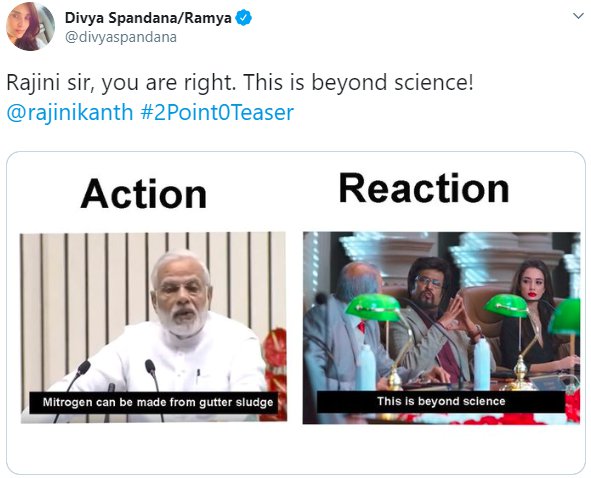 Divya Spandana/Ramya
@divyaspandana
Rajini sir, you are right. This is beyond science!
@rajinikanth #2Point0Teaser
Action
Reaction
Mitrogen can be made from gutter sludge
This is beyond science